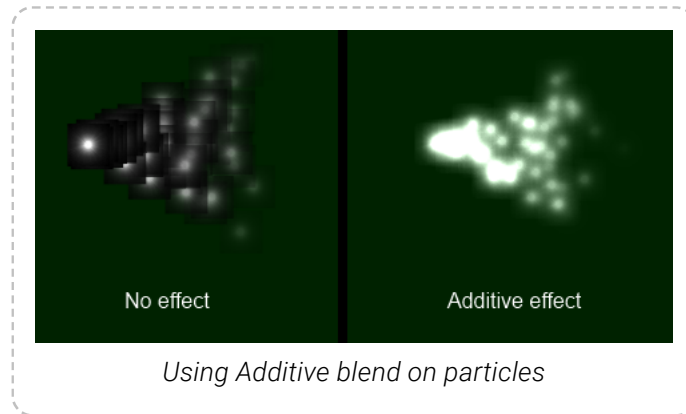 No effect
Additive effect
Using Additive blend on particles